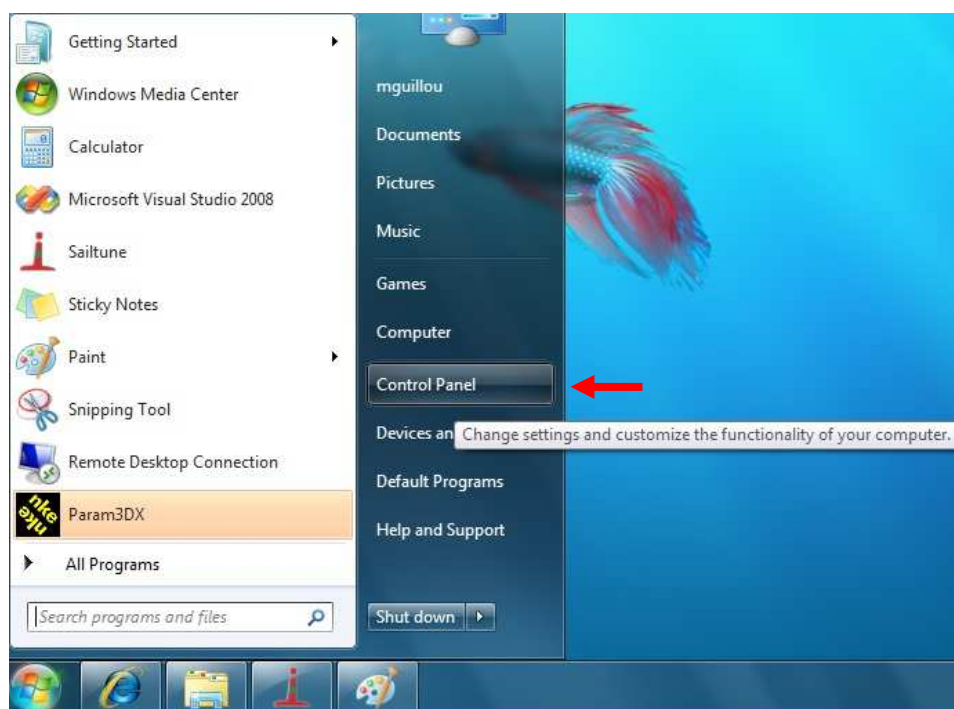 Getting Started
Windows Media Center
Calculator
Microsoft Visual Studio 2008
Sailtune
Sticky Notes
Paint
Snipping Tool
Remote Desktop Connection
nke
nke
Param3DX
All Programs
Search programs and files
mguillou
Documents
Pictures
Music
Games
Computer
Control Panel
Devices an
Change settings and customize the functionality of your computer.
Default Programs
Help and Support
Shut down